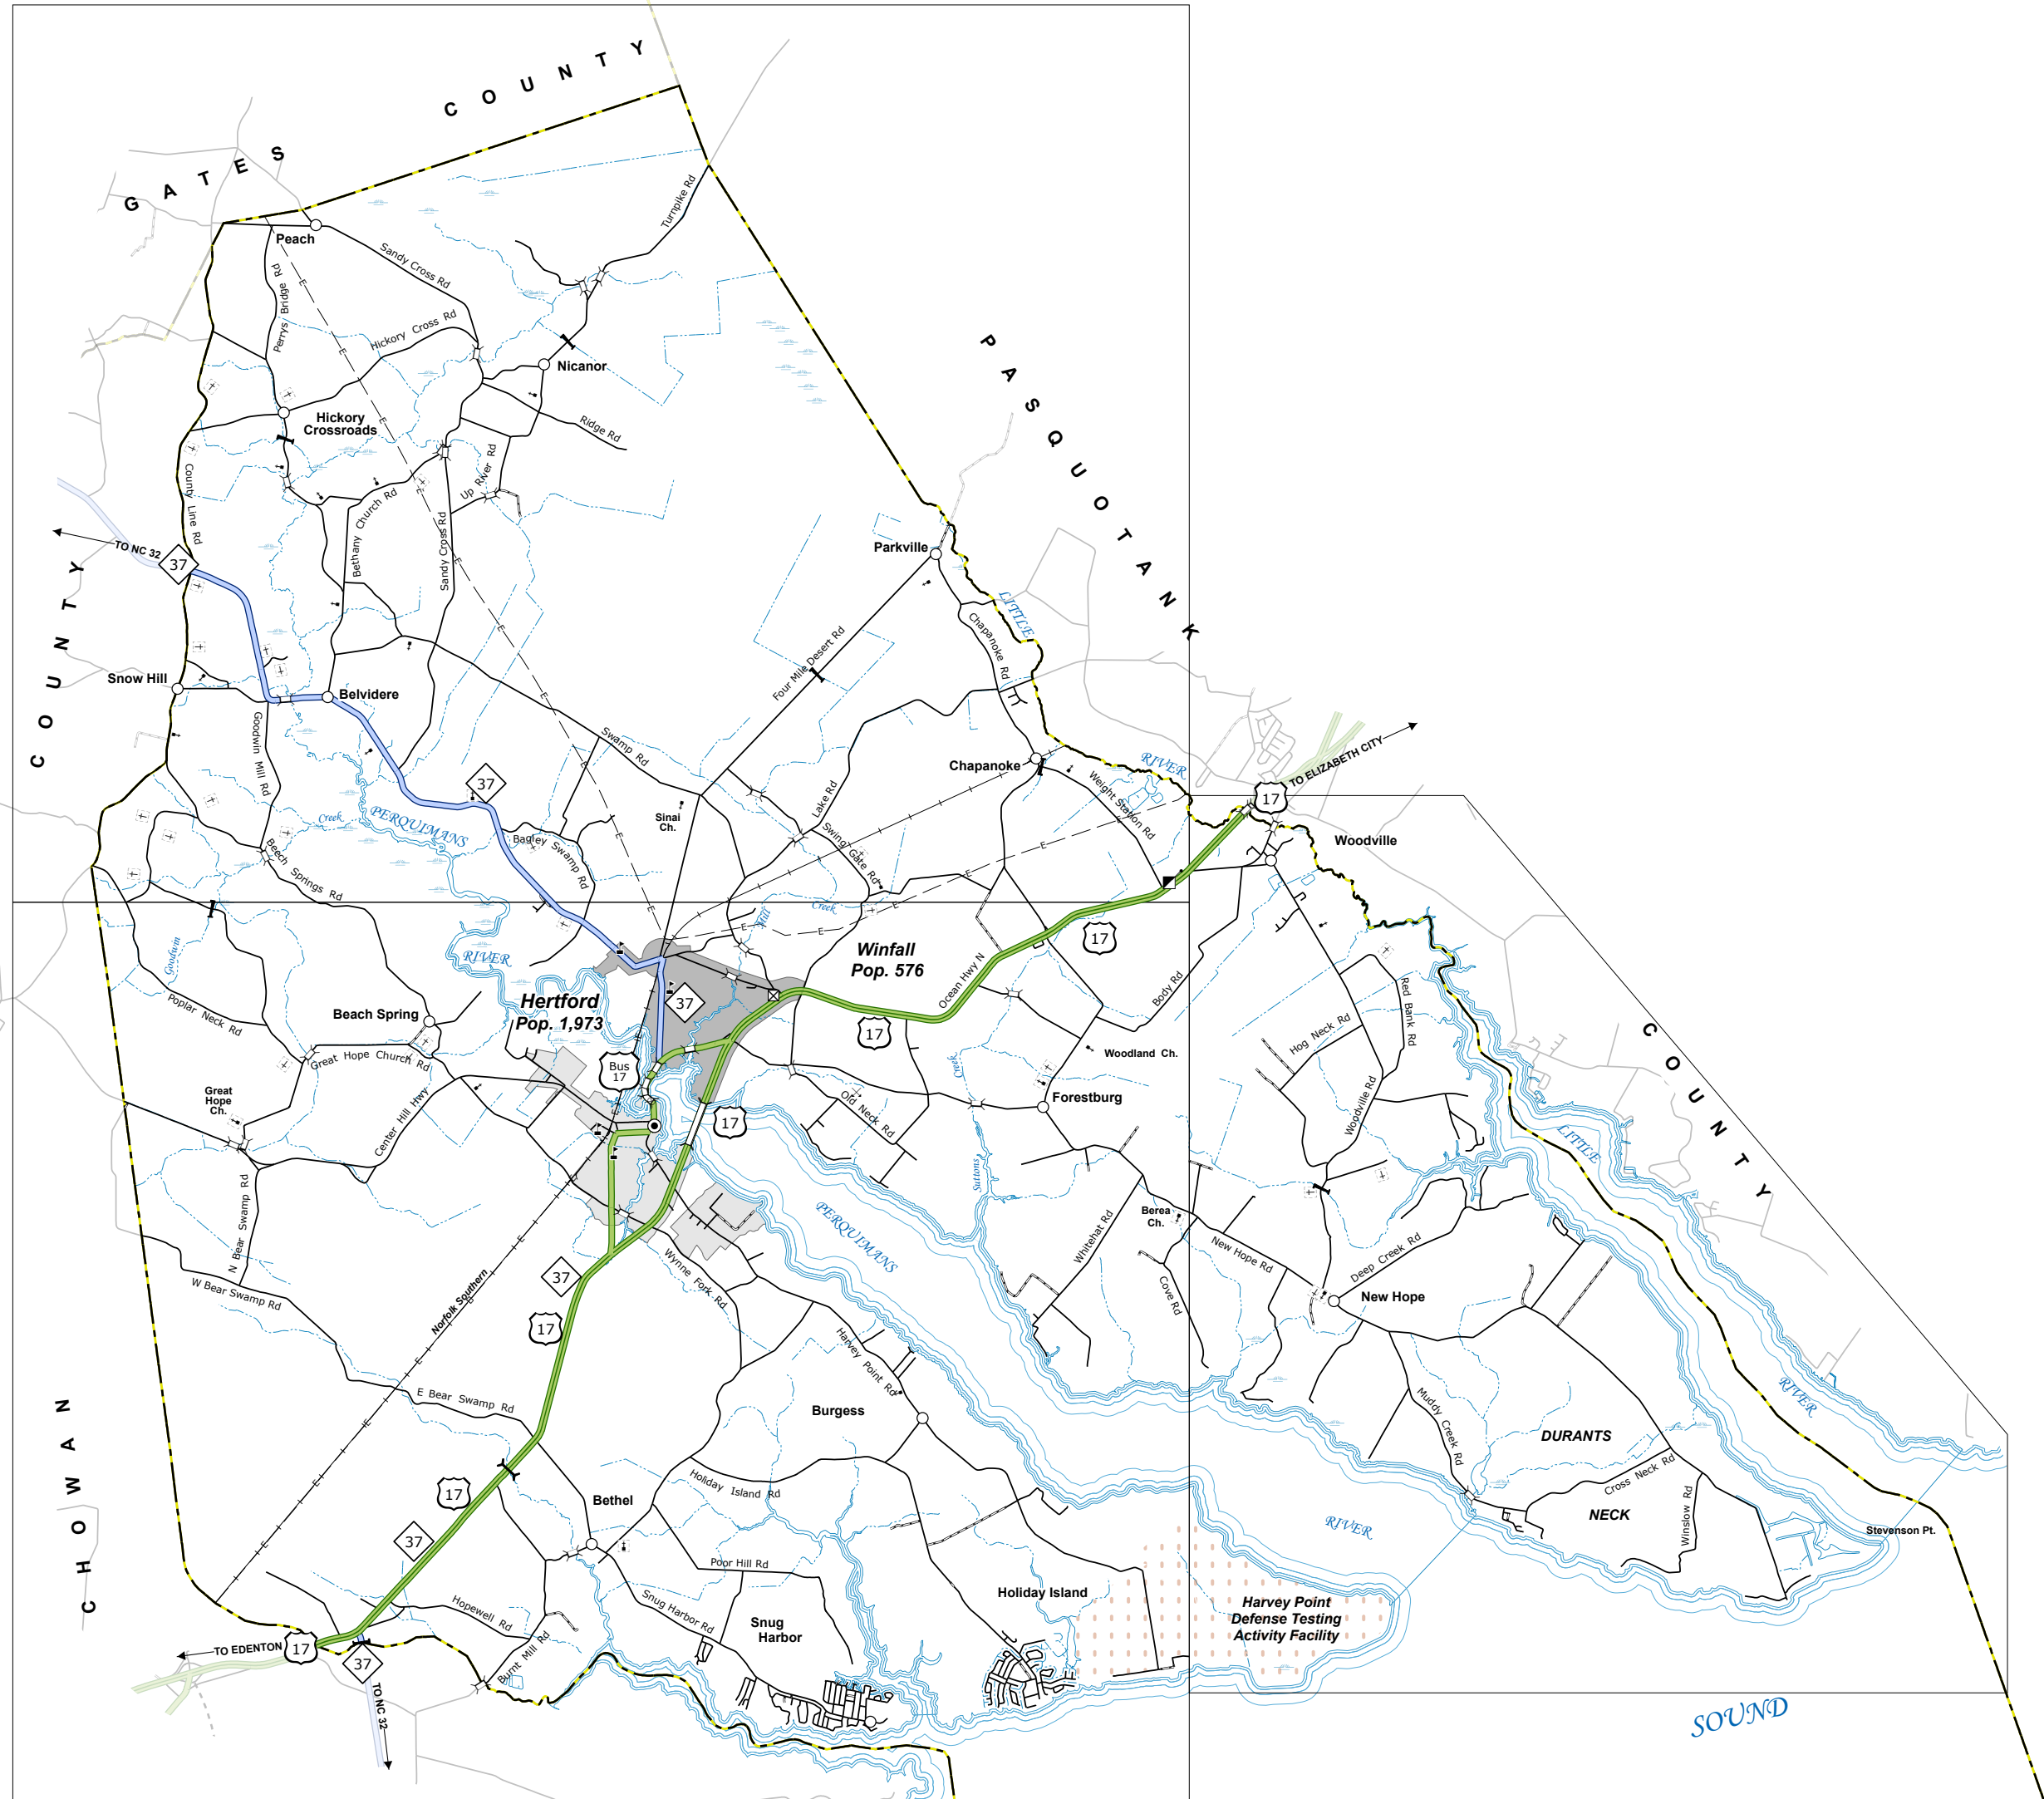 GATES COUNTY
PASQUOTANK
COUNTY
COUNTY
CHOWAN
Turnpike Rd
Peach
Sandy Cross Rd
Perrys Bridge Rd
Hickory Cross Rd
Nicanor
Hickory
Crossroads
Ridge Rd
Up River Rd
County Line Rd
Bethany Church Rd
Sandy Cross Rd
TO NC 32
37
Parkville
LITTLE
Chapanoke Rd
Four Mile Desert Rd
Snow Hill
Belvidere
Goodwin Mill Rd
Swamp Rd
37
Chapanoke
RIVER
Weight Station Rd
TO ELIZABETH CITY
17
Woodville
Lake Rd
Sinai
Ch.
Swing Gate Rd
Creek
PERQUIMANS
Bagley Swamp Rd
Beech Springs Rd
Mill
Creek
Goodwin
RIVER
Winfall
Pop. 576
17
Hertford
Pop. 1,973
37
Ocean Hwy N
Body Rd
Red Bank Rd
Hog Neck Rd
Poplar Neck Rd
Beach Spring
Great Hope Church Rd
17
Woodland Ch.
Creek
Bus
17
Great
Hope
Ch.
Center Hill Hwy
Old Neck Rd
Forestburg
Woodville Rd
17
LITTLE
Suttons
N Bear Swamp Rd
PERQUIMANS
Whitehat Rd
Berea
Ch.
New Hope Rd
Deep Creek Rd
W Bear Swamp Rd
Norfolk Southern
37
Wynne Fork Rd
Cove Rd
New Hope
17
Harvey Point Rd
RIVER
E Bear Swamp Rd
Burgess
Muddy Creek Rd
DURANTS
Cross Neck Rd
NECK
Winslow Rd
Stevenson Pt.
17
Holiday Island Rd
Bethel
37
RIVER
Poor Hill Rd
Holiday Island
Harvey Point
Defense Testing
Activity Facility
Hopewell Rd
Snug Harbor Rd
Snug
Harbor
TO EDENTON
17
37
Burnt Mill Rd
TO NC 32
SOUND